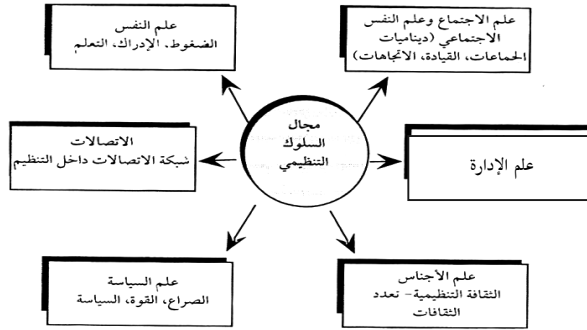 علم الاجتماع وعلم النفس
الاجتماعي (ديناميات
الجماعات، القيادة، الاتجاهات)
علم النفس
الضغوط. الإدراك، التعلم
مجال
السلوك
التنظيمي
علم الإدارة
الاتصالات
شبكة الاتصالات داخل التنظيم
علم الأجناس
الثقافة التنظيمية - تعدد
الثقافات
علم السياسة
الصراع، القوة، السياسة